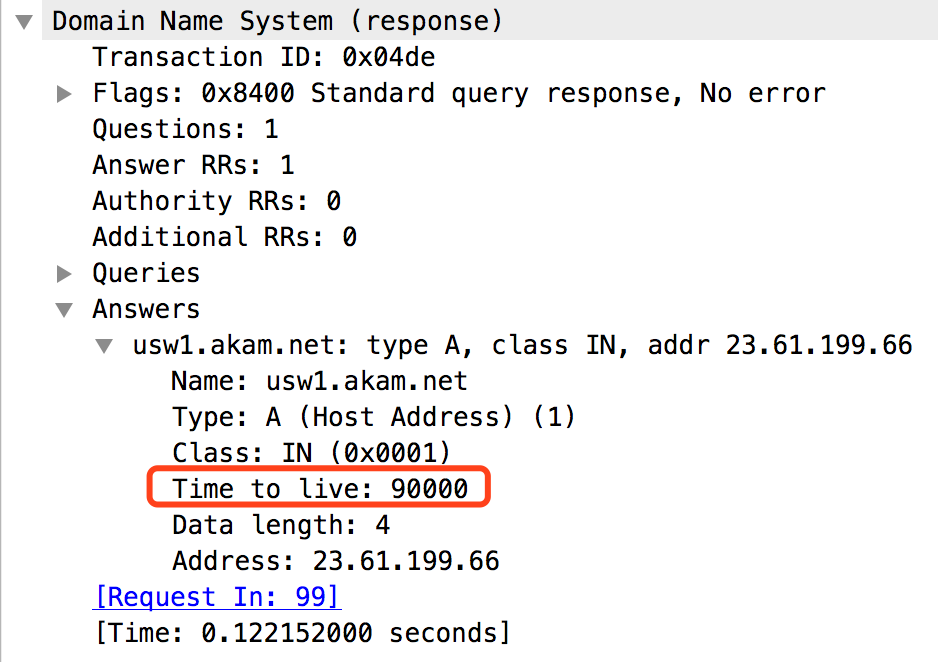 Domain Name System (response)
Transaction ID: 0x04de
Flags: 0x8400 Standard query response, No error
Questions: 1
Answer RRs: 1
Authority RRs: 0
Additional RRs: 0
Queries
Answers
usw1.akam.net: type A, class IN, addr 23.61.199.66
Name: usw1.akam.net
Type: A (Host Address) (1)
Class: IN (0x0001)
Time to live: 90000
Data length: 4
Address: 23.61.199.66
[Request In: 99]
[Time: 0.122152000 seconds]